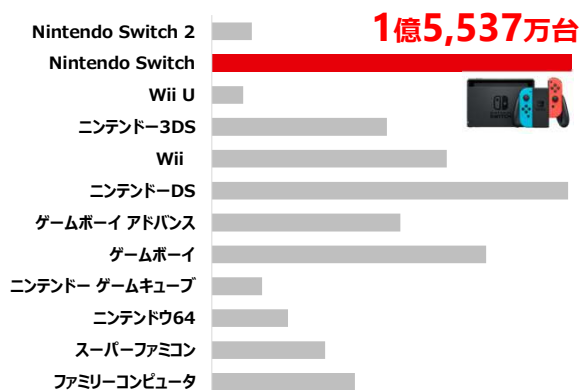 1億5,537万台
Nintendo Switch 2
Nintendo Switch
Wii U
ニンテンドー3DS
Wii
ニンテンドーDS
ゲームボーイ アドバンス
ゲームボーイ
ニンテンドー ゲームキューブ
ニンテンドウ64
スーパーファミコン
ファミリーコンピュータ